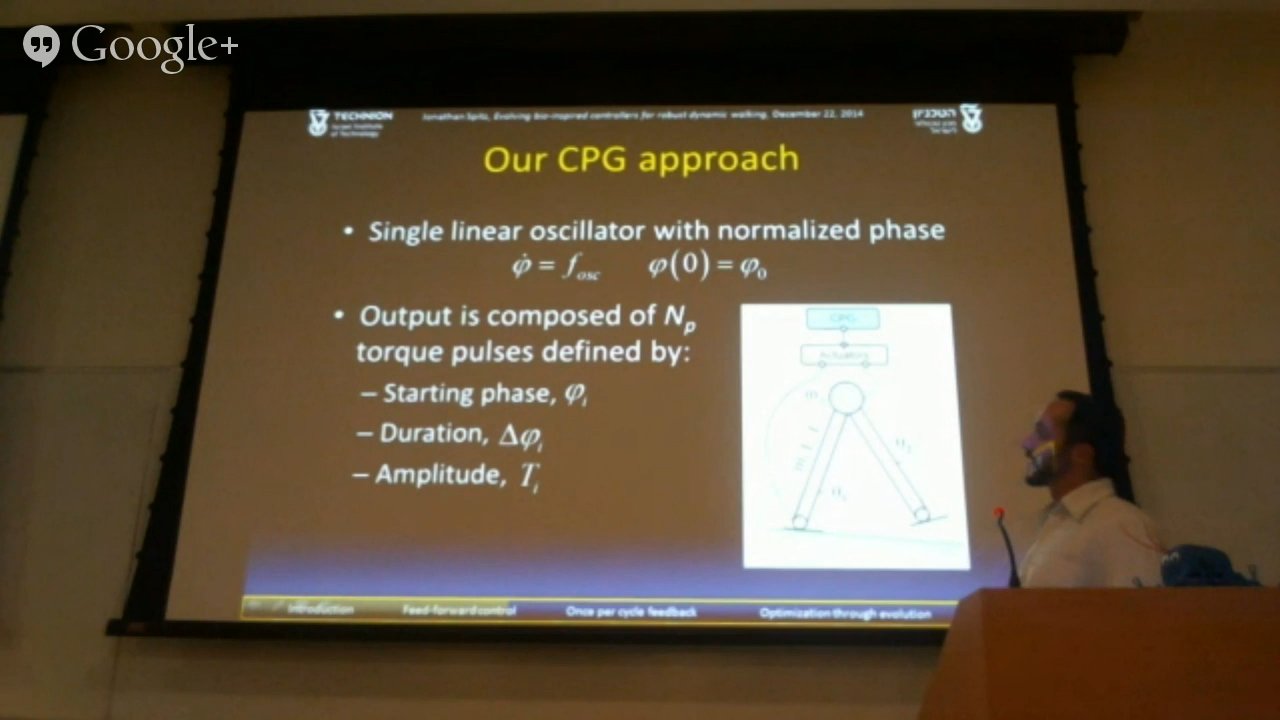 Google+
TECHNION
Israel Institute
of Technology
Jonathan Spitz, Evolving bio-inspired controllers for robust dynamic walking, December 22, 2014
הטכניון
Our CPG approach
• Single linear oscillator with normalized phase
φ̇ = f_osc φ(0) = φ₀
• Output is composed of N_p
torque pulses defined by:
– Starting phase, φ_i
– Duration, Δφ_i
– Amplitude, T_i
CPG
Actuators
Introduction Feed-forward control Once per cycle feedback Optimization through evolution